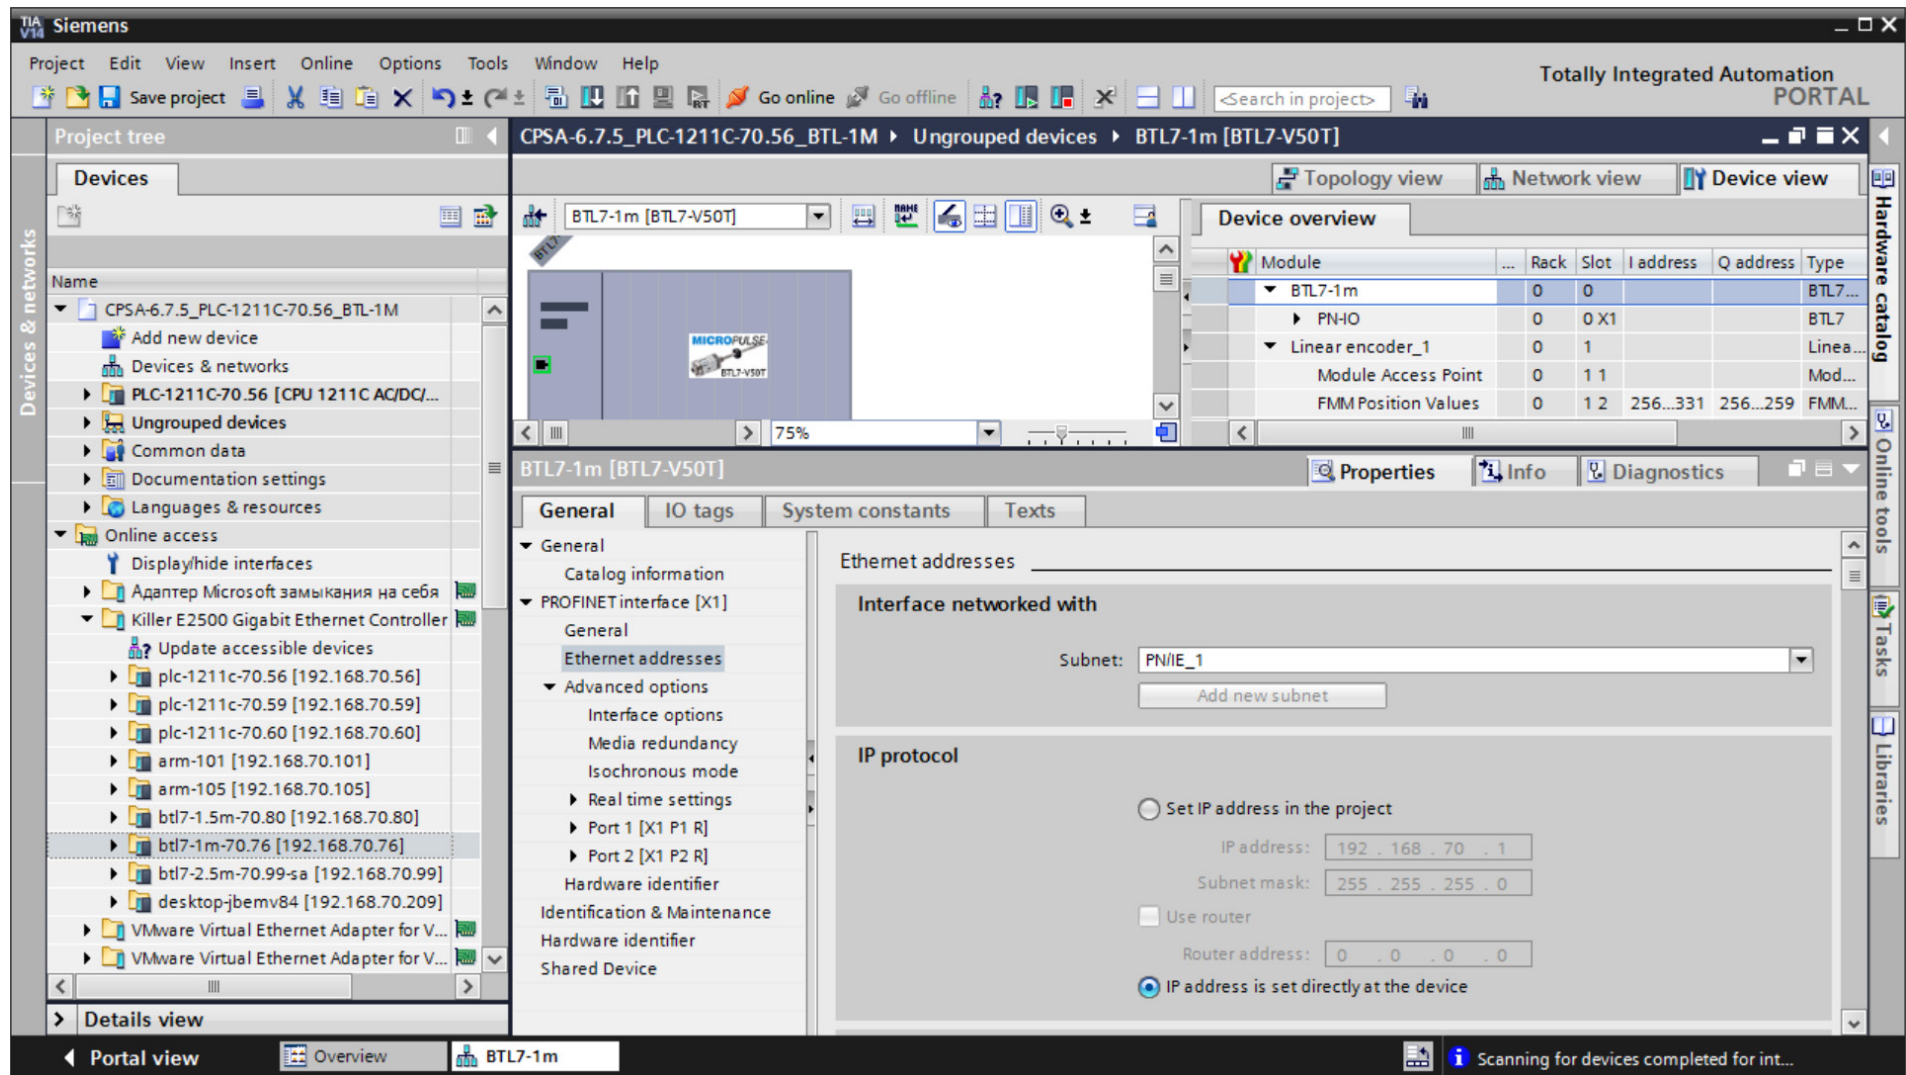 TIA V14 Siemens
Project Edit View Insert Online Options Tools Window Help
Totally Integrated Automation
PORTAL
Save project Go online Go offline <Search in project>
Project tree
CPSA-6.7.5_PLC-1211C-70.56_BTL-1M Ungrouped devices BTL7-1m [BTL7-V50T]
Devices
Topology view Network view Device view
BTL7-1m [BTL7-V50T]
Device overview
Name
CPSA-6.7.5_PLC-1211C-70.56_BTL-1M
Add new device
Devices & networks
PLC-1211C-70.56 [CPU 1211C AC/DC/...
Ungrouped devices
Common data
Documentation settings
Languages & resources
Online access
Display/hide interfaces
Адаптер Microsoft замыкания на себя
Killer E2500 Gigabit Ethernet Controller
Update accessible devices
plc-1211c-70.56 [192.168.70.56]
plc-1211c-70.59 [192.168.70.59]
plc-1211c-70.60 [192.168.70.60]
arm-101 [192.168.70.101]
arm-105 [192.168.70.105]
btl7-1.5m-70.80 [192.168.70.80]
btl7-1m-70.76 [192.168.70.76]
btl7-2.5m-70.99-sa [192.168.70.99]
desktop-jbemv84 [192.168.70.209]
VMware Virtual Ethernet Adapter for V...
VMware Virtual Ethernet Adapter for V...
Details view
Devices & networks
BTL7-
MICROPULSE
BTL7-V50T
75%
Module ... Rack Slot I address Q address Type
BTL7-1m 0 0 BTL7...
PN-IO 0 0 X1 BTL7
Linear encoder_1 0 1 Linea...
Module Access Point 0 1 1 Mod...
FMM Position Values 0 1 2 256...331 256...259 FMM...
BTL7-1m [BTL7-V50T]
Properties Info Diagnostics
General IO tags System constants Texts
General
Catalog information
PROFINET interface [X1]
General
Ethernet addresses
Advanced options
Interface options
Media redundancy
Isochronous mode
Real time settings
Port 1 [X1 P1 R]
Port 2 [X1 P2 R]
Hardware identifier
Identification & Maintenance
Hardware identifier
Shared Device
Ethernet addresses
Interface networked with
Subnet: PN/IE_1
Add new subnet
IP protocol
Set IP address in the project
IP address: 192 . 168 . 70 . 1
Subnet mask: 255 . 255 . 255 . 0
Use router
Router address: 0 . 0 . 0 . 0
IP address is set directly at the device
Hardware catalog
Online tools
Tasks
Libraries
Portal view Overview BTL7-1m
Scanning for devices completed for int...